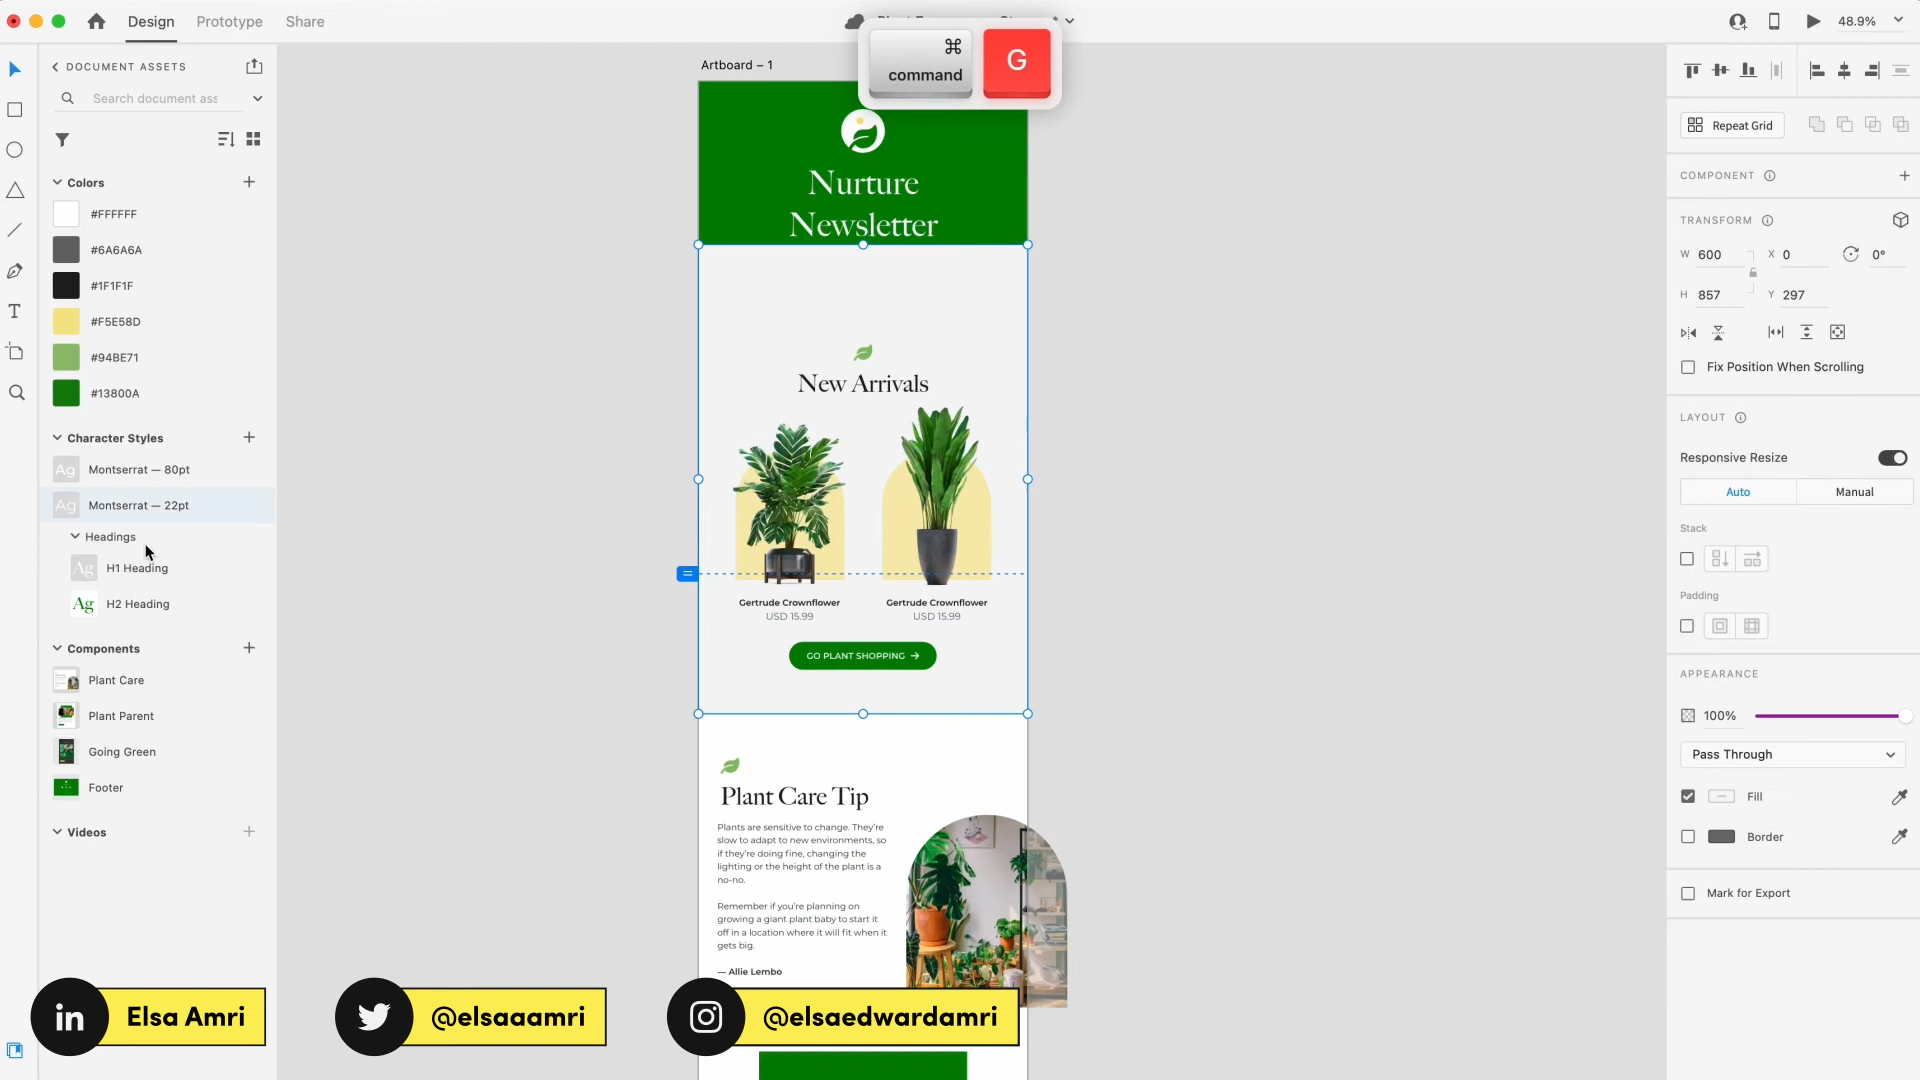 Design
Prototype
Share
48.9%
command
G
DOCUMENT ASSETS
Search document ass
Colors
#FFFFFF
#6A6A6A
#1F1F1F
#F5E58D
#94BE71
#13800A
Character Styles
Ag Montserrat — 80pt
Ag Montserrat — 22pt
Headings
Ag H1 Heading
Ag H2 Heading
Components
Plant Care
Plant Parent
Going Green
Footer
Videos
Artboard – 1
Nurture
Newsletter
New Arrivals
Gertrude Crownflower
USD 15.99
Gertrude Crownflower
USD 15.99
GO PLANT SHOPPING
Plant Care Tip
Plants are sensitive to change. They're
slow to adapt to new environments, so
if they're doing fine, changing the
lighting or the height of the plant is a
no-no.
Remember if you're planning on
growing a giant plant baby to start it
off in a location where it will fit when it
gets big.
— Allie Lembo
Repeat Grid
COMPONENT
TRANSFORM
W 600 X 0 0°
H 857 Y 297
Fix Position When Scrolling
LAYOUT
Responsive Resize
Auto Manual
Stack
Padding
APPEARANCE
100%
Pass Through
Fill
Border
Mark for Export
in Elsa Amri
@elsaaamri
@elsaedwardamri